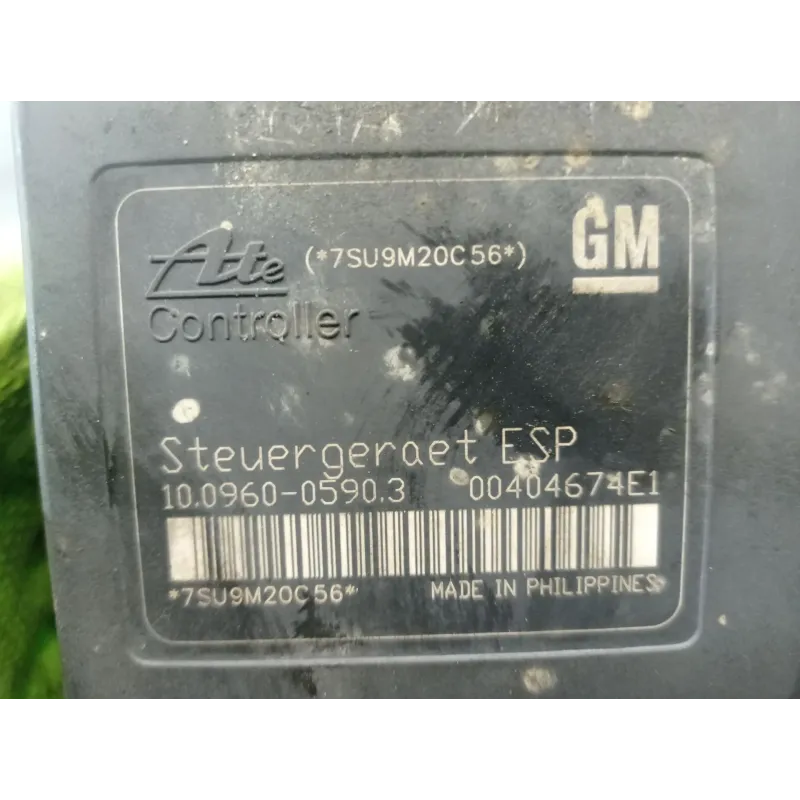 Ate (*7SU9M20C56*) GM
Controller
Steuergeraet ESP
10.0960-0590.3 00404674E1
*7SU9M20C56* MADE IN PHILIPPINES